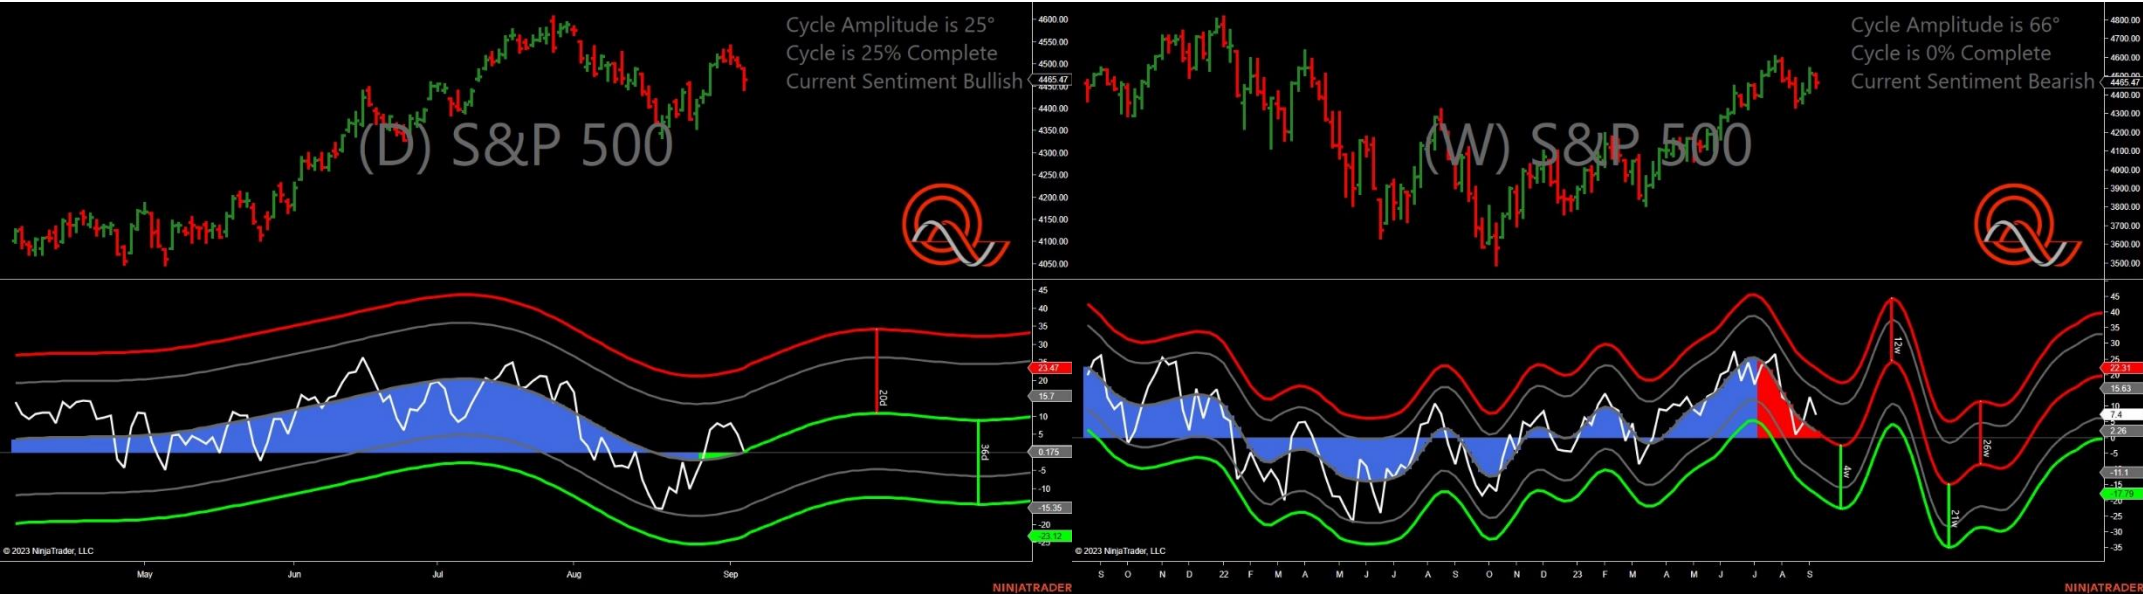 Cycle Amplitude is 25°
Cycle is 25% Complete
Current Sentiment Bullish
(D) S&P 500
4600.00
4550.00
4500.00
4465.47
4450.00
4400.00
4350.00
4300.00
4250.00
4200.00
4150.00
4100.00
4050.00
45
40
35
30
23.47
20
15.7
10
5
0.175
-5
-10
-15.35
-20
-23.12
20d
36d
© 2023 NinjaTrader, LLC
May Jun Jul Aug Sep
NINJATRADER
Cycle Amplitude is 66°
Cycle is 0% Complete
Current Sentiment Bearish
(W) S&P 500
4800.00
4700.00
4600.00
4465.47
4400.00
4200.00
4100.00
4000.00
3900.00
3800.00
3700.00
3600.00
3500.00
45
40
35
30
25
22.31
15.63
10
7.4
2.26
-5
-11.1
-15
-17.79
-25
-30
-35
12w
4w
26w
21w
© 2023 NinjaTrader, LLC
S O N D 22 F M A M J J A S O N D 23 F M A M J J A S
NINJATRADER